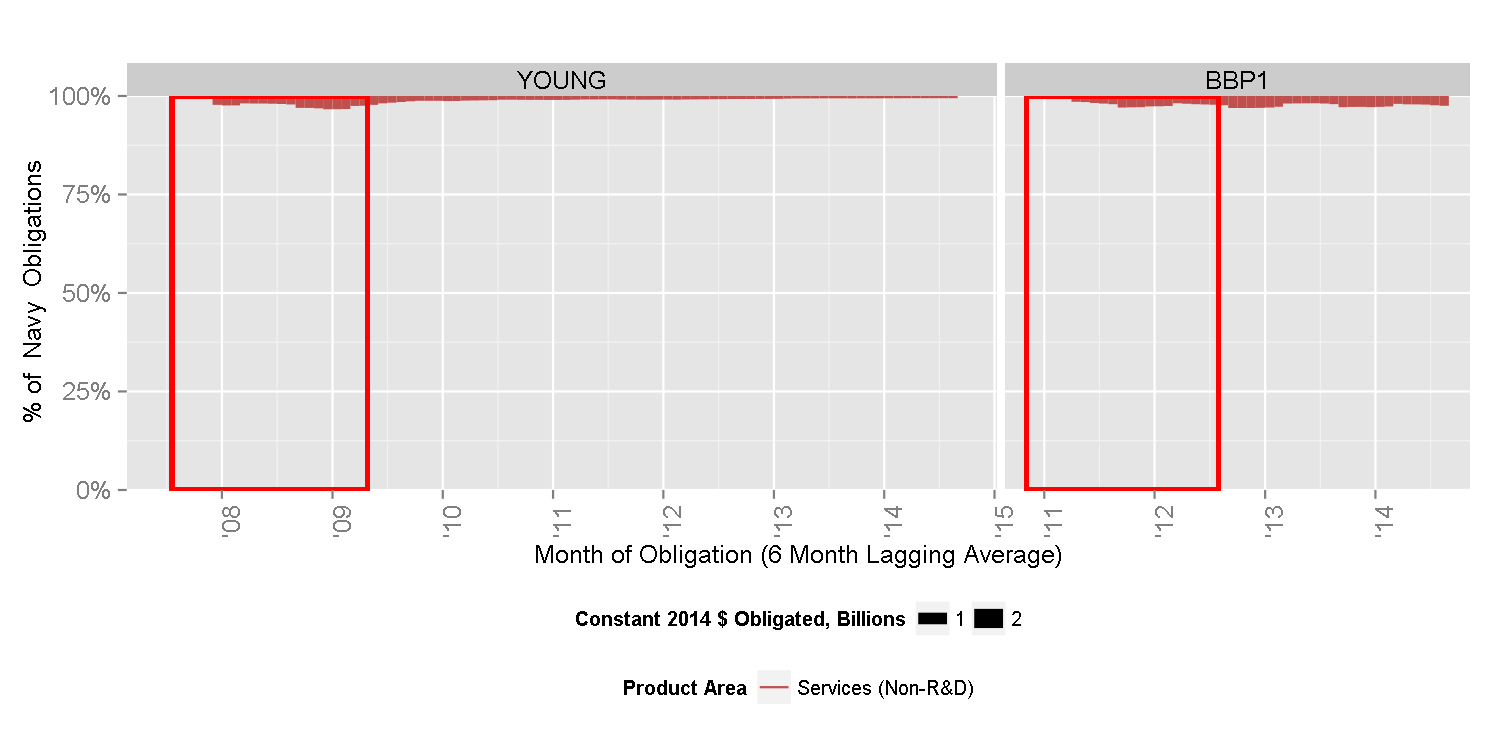 YOUNG BBP1
100%
75%
50%
25%
0%
% of Navy Obligations
'08 '09 '10 '11 '12 '13 '14 '15 '11 '12 '13 '14
Month of Obligation (6 Month Lagging Average)
Constant 2014 $ Obligated, Billions 1 2
Product Area Services (Non-R&D)